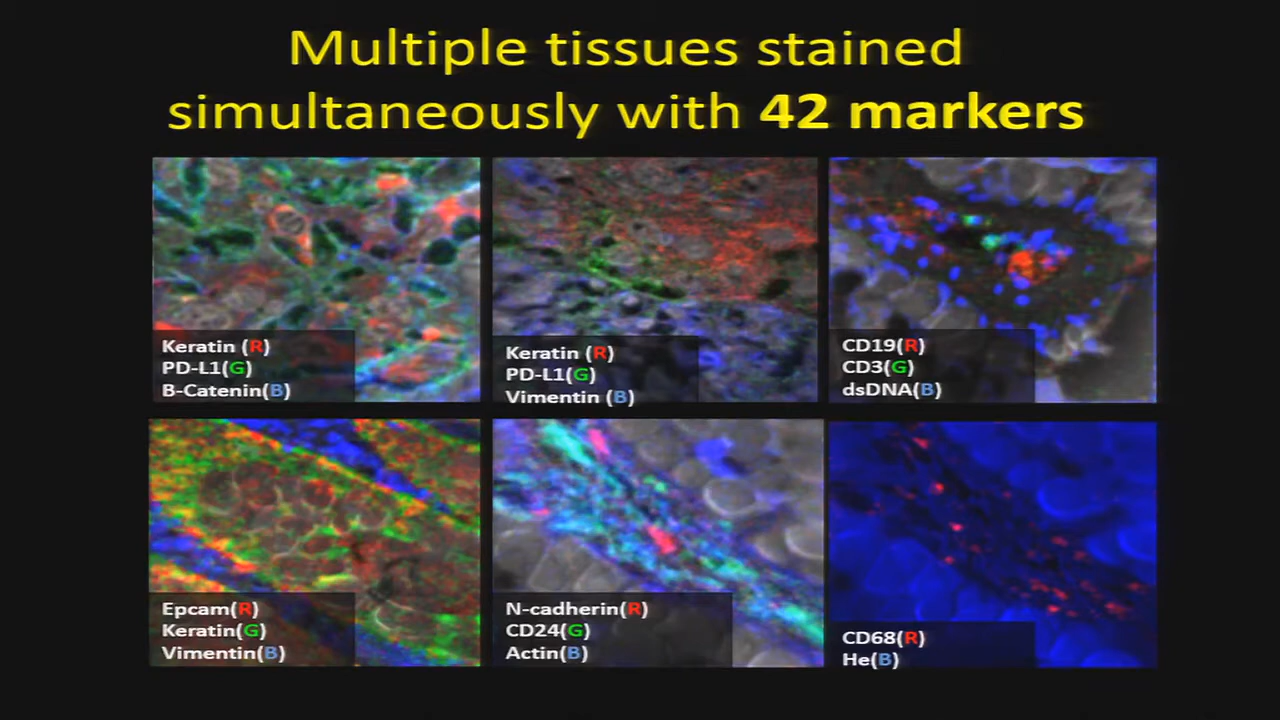 Multiple tissues stained
simultaneously with 42 markers
Keratin (R)
PD-L1(G)
B-Catenin(B)
Keratin (R)
PD-L1(G)
Vimentin (B)
CD19(R)
CD3(G)
dsDNA(B)
Epcam(R)
Keratin(G)
Vimentin(B)
N-cadherin(R)
CD24(G)
Actin(B)
CD68(R)
He(B)